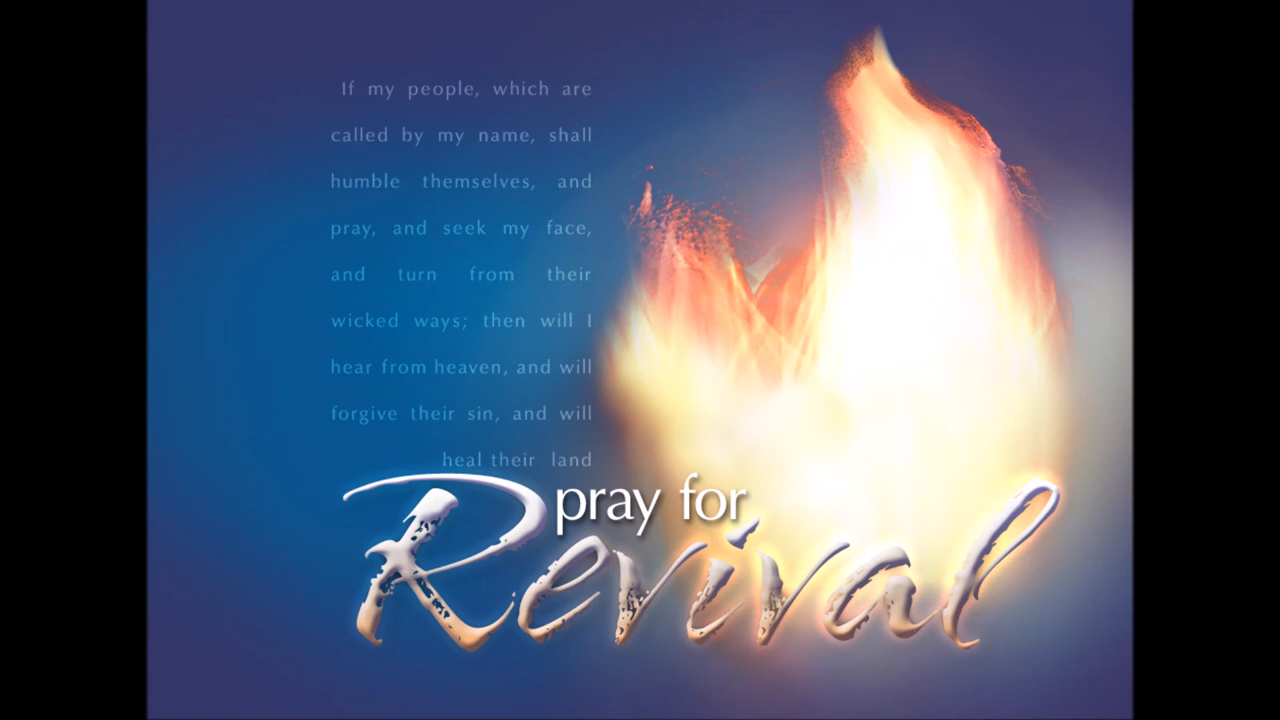 If my people, which are
called by my name, shall
humble themselves, and
pray, and seek my face,
and turn from their
wicked ways; then will I
hear from heaven, and will
forgive their sin, and will
heal their land
pray for
Revival